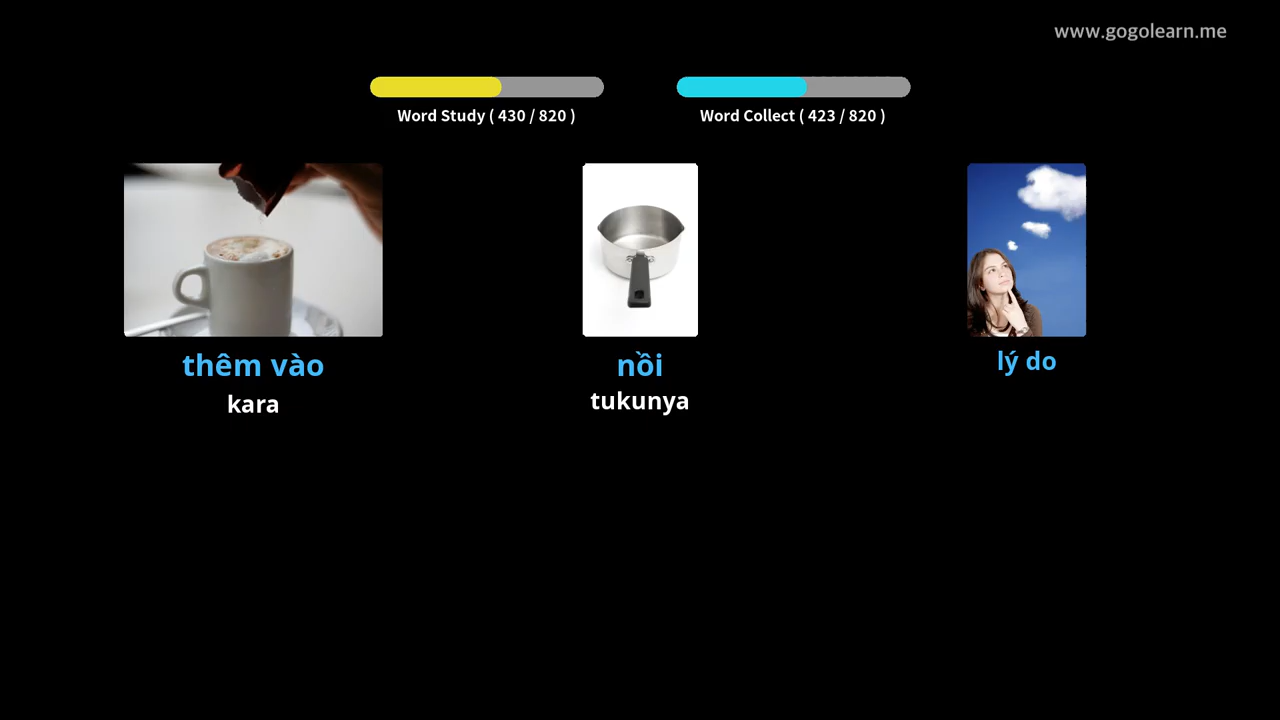 www.gogolearn.me
Word Study ( 430 / 820 )
Word Collect ( 423 / 820 )
thêm vào
kara
nồi
tukunya
lý do